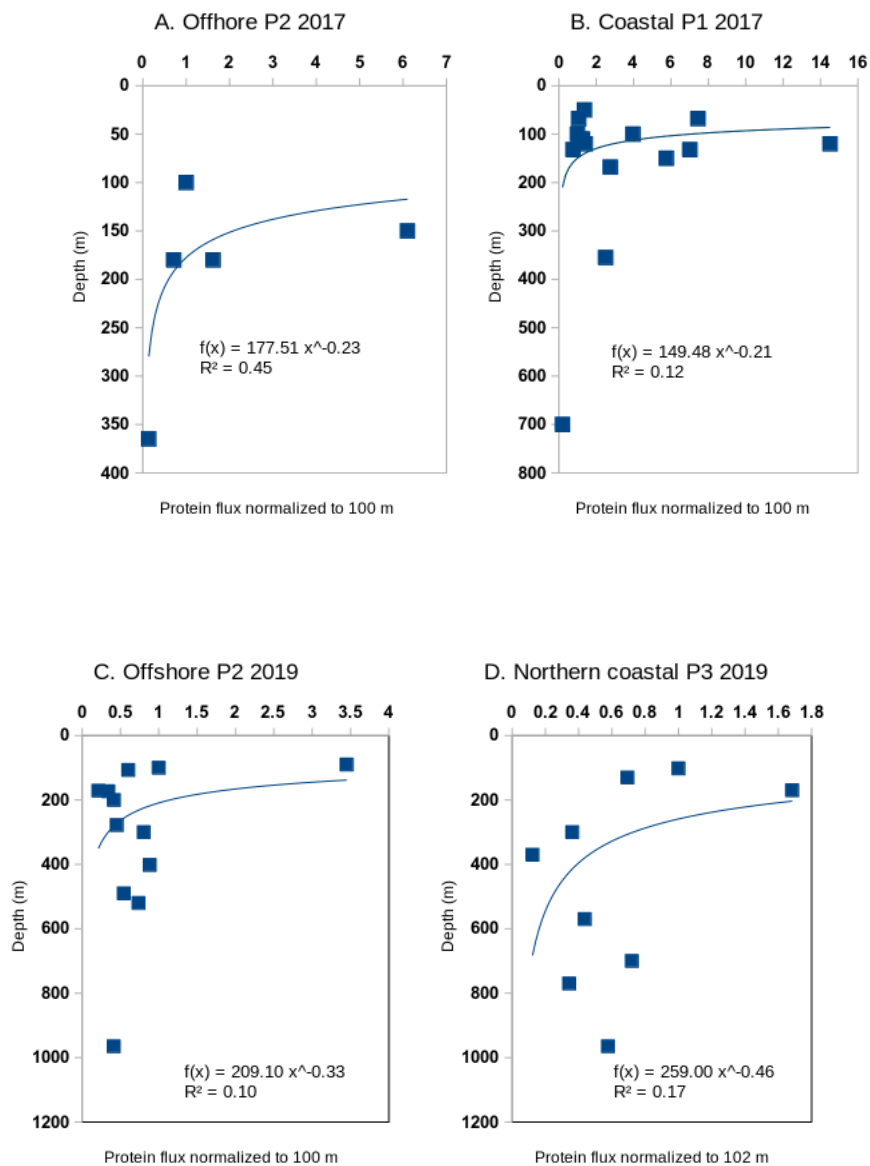 A. Offhore P2 2017
0 1 2 3 4 5 6 7
0
50
100
150
200
250
300
350
400
Depth (m)
f(x) = 177.51 x^-0.23
R² = 0.45
Protein flux normalized to 100 m
B. Coastal P1 2017
0 2 4 6 8 10 12 14 16
0
100
200
300
400
500
600
700
800
Depth (m)
f(x) = 149.48 x^-0.21
R² = 0.12
Protein flux normalized to 100 m
C. Offshore P2 2019
0 0.5 1 1.5 2 2.5 3 3.5 4
0
200
400
600
800
1000
1200
Depth (m)
f(x) = 209.10 x^-0.33
R² = 0.10
Protein flux normalized to 100 m
D. Northern coastal P3 2019
0 0.2 0.4 0.6 0.8 1 1.2 1.4 1.6 1.8
0
200
400
600
800
1000
1200
Depth (m)
f(x) = 259.00 x^-0.46
R² = 0.17
Protein flux normalized to 102 m